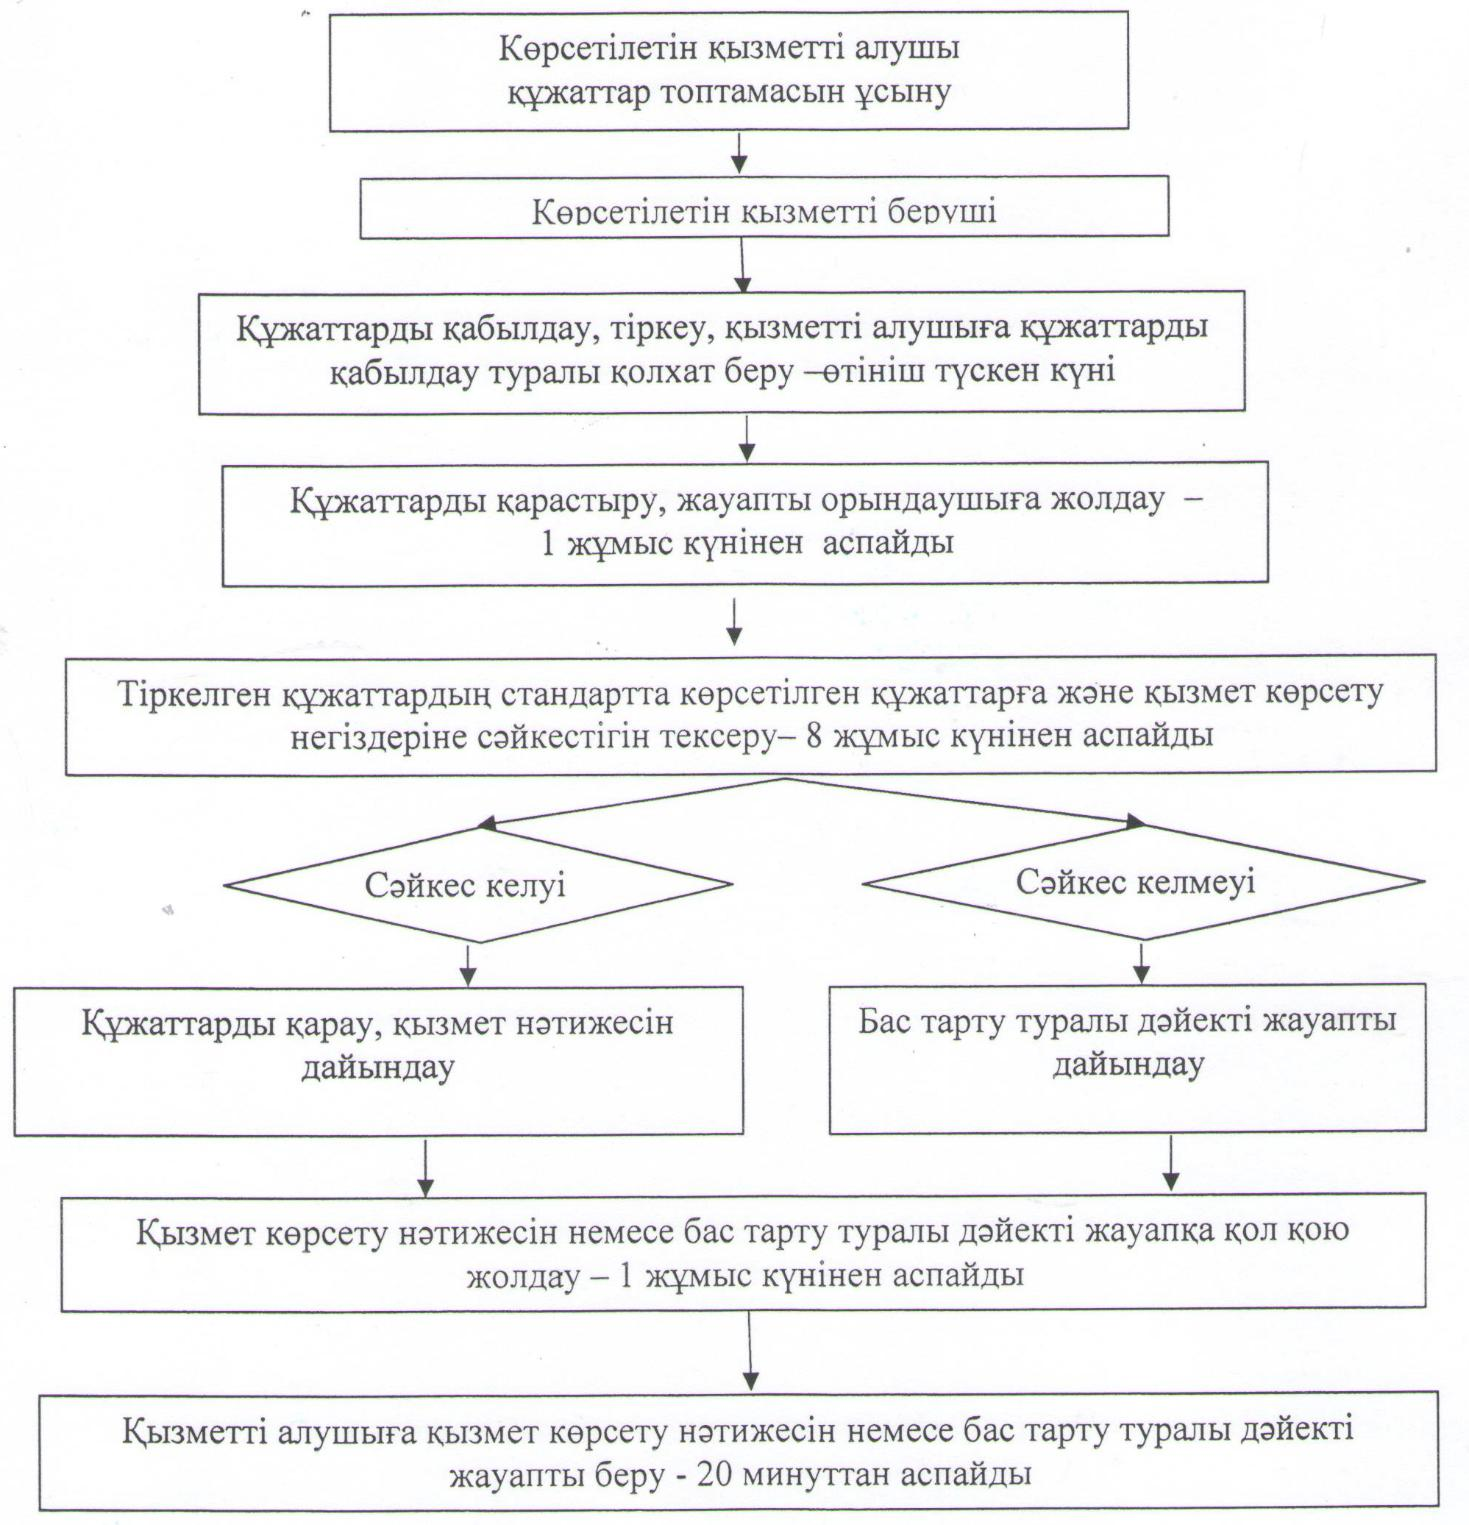 Көрсетілетін қызметті алушы
құжаттар топтамасын ұсыну
Көрсетілетін қызметті беруші
Құжаттарды қабылдау, тіркеу, қызметті алушыға құжаттарды
қабылдау туралы қолхат беру –өтініш түскен күні
Құжаттарды қарастыру, жауапты орындаушыға жолдау –
1 жұмыс күнінен аспайды
Тіркелген құжаттардың стандартта көрсетілген құжаттарға және қызмет көрсету
негіздеріне сәйкестігін тексеру– 8 жұмыс күнінен аспайды
Сәйкес келуі
Сәйкес келмеуі
Құжаттарды қарау, қызмет нәтижесін
дайындау
Бас тарту туралы дәйекті жауапты
дайындау
Қызмет көрсету нәтижесін немесе бас тарту туралы дәйекті жауапқа қол қою
жолдау – 1 жұмыс күнінен аспайды
Қызметті алушыға қызмет көрсету нәтижесін немесе бас тарту туралы дәйекті
жауапты беру - 20 минуттан аспайды